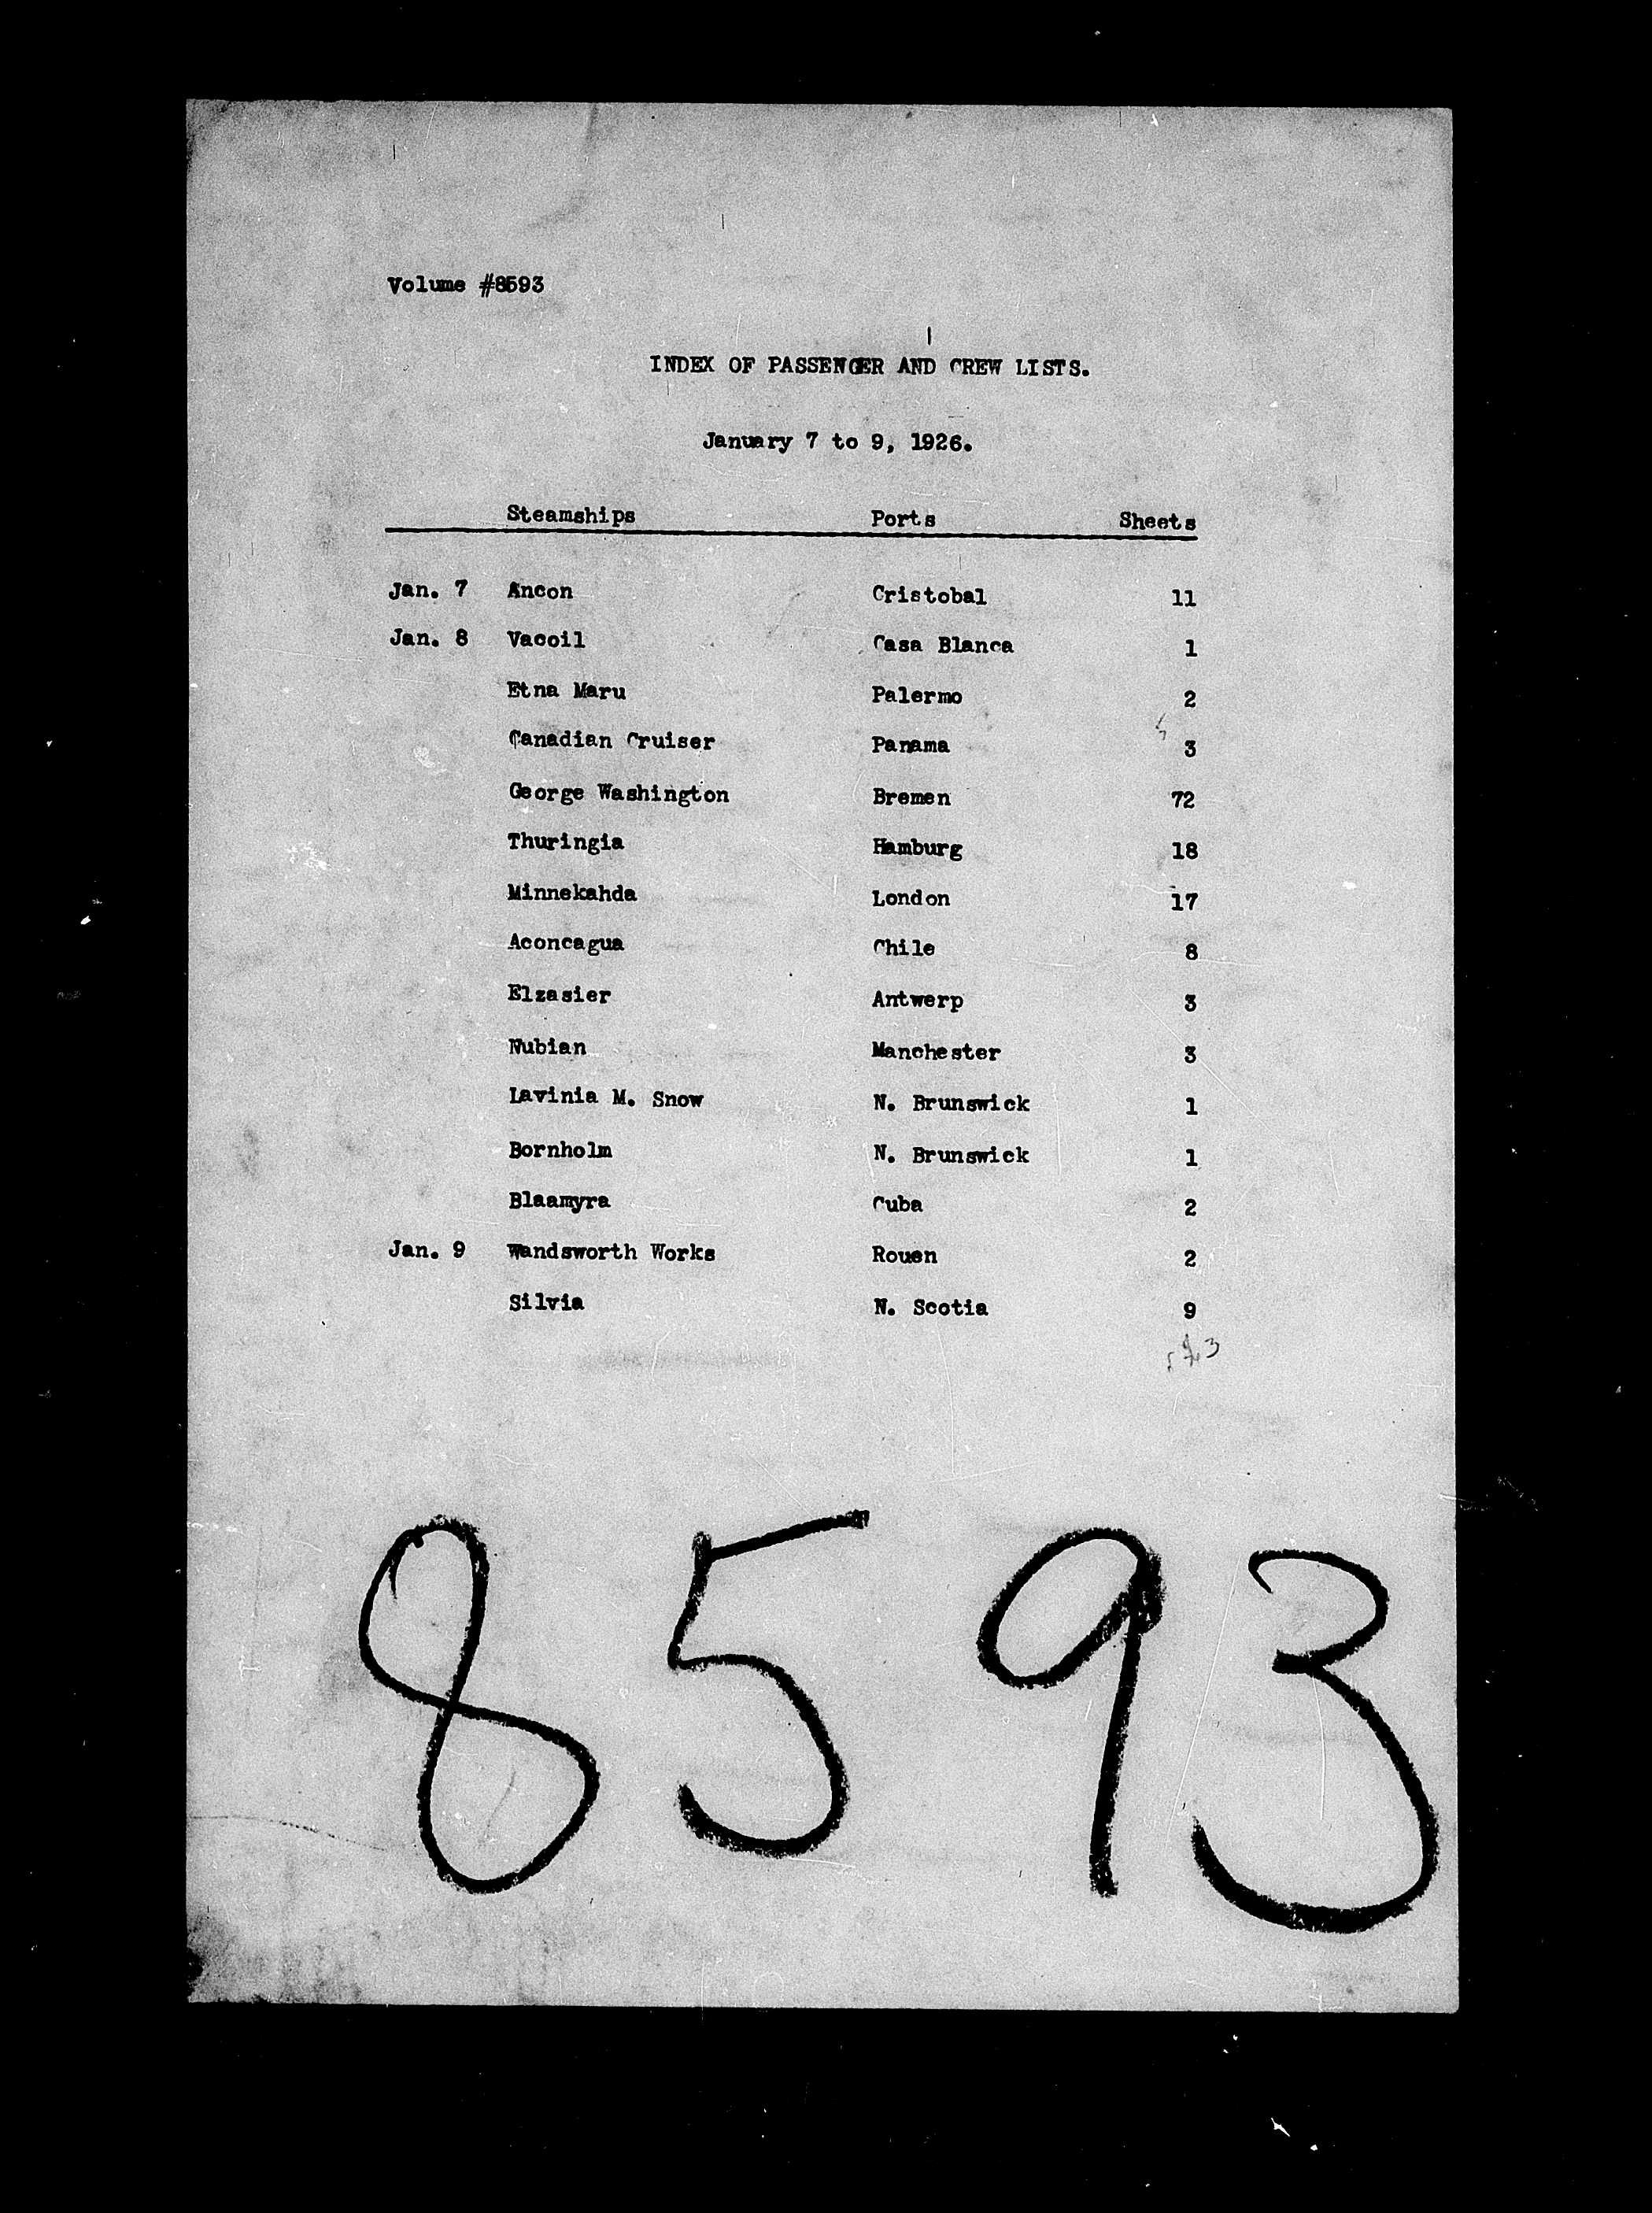 Volume #8593
INDEX OF PASSENGER AND CREW LISTS.
January 7 to 9, 1926.
Steamships Ports Sheets
Jan. 7 Ancon Cristobal 11
Jan. 8 Vacoil Casa Blanca 1
Etna Maru Palermo 2
Canadian Cruiser Panama 3
George Washington Bremen 72
Thuringia Hamburg 18
Minnekahda London 17
Aconcagua Chile 8
Elzasier Antwerp 3
Nubian Manchester 3
Lavinia M. Snow N. Brunswick 1
Bornholm N. Brunswick 1
Blaamyra Cuba 2
Jan. 9 Wandsworth Works Rouen 2
Silvia N. Scotia 9
8593